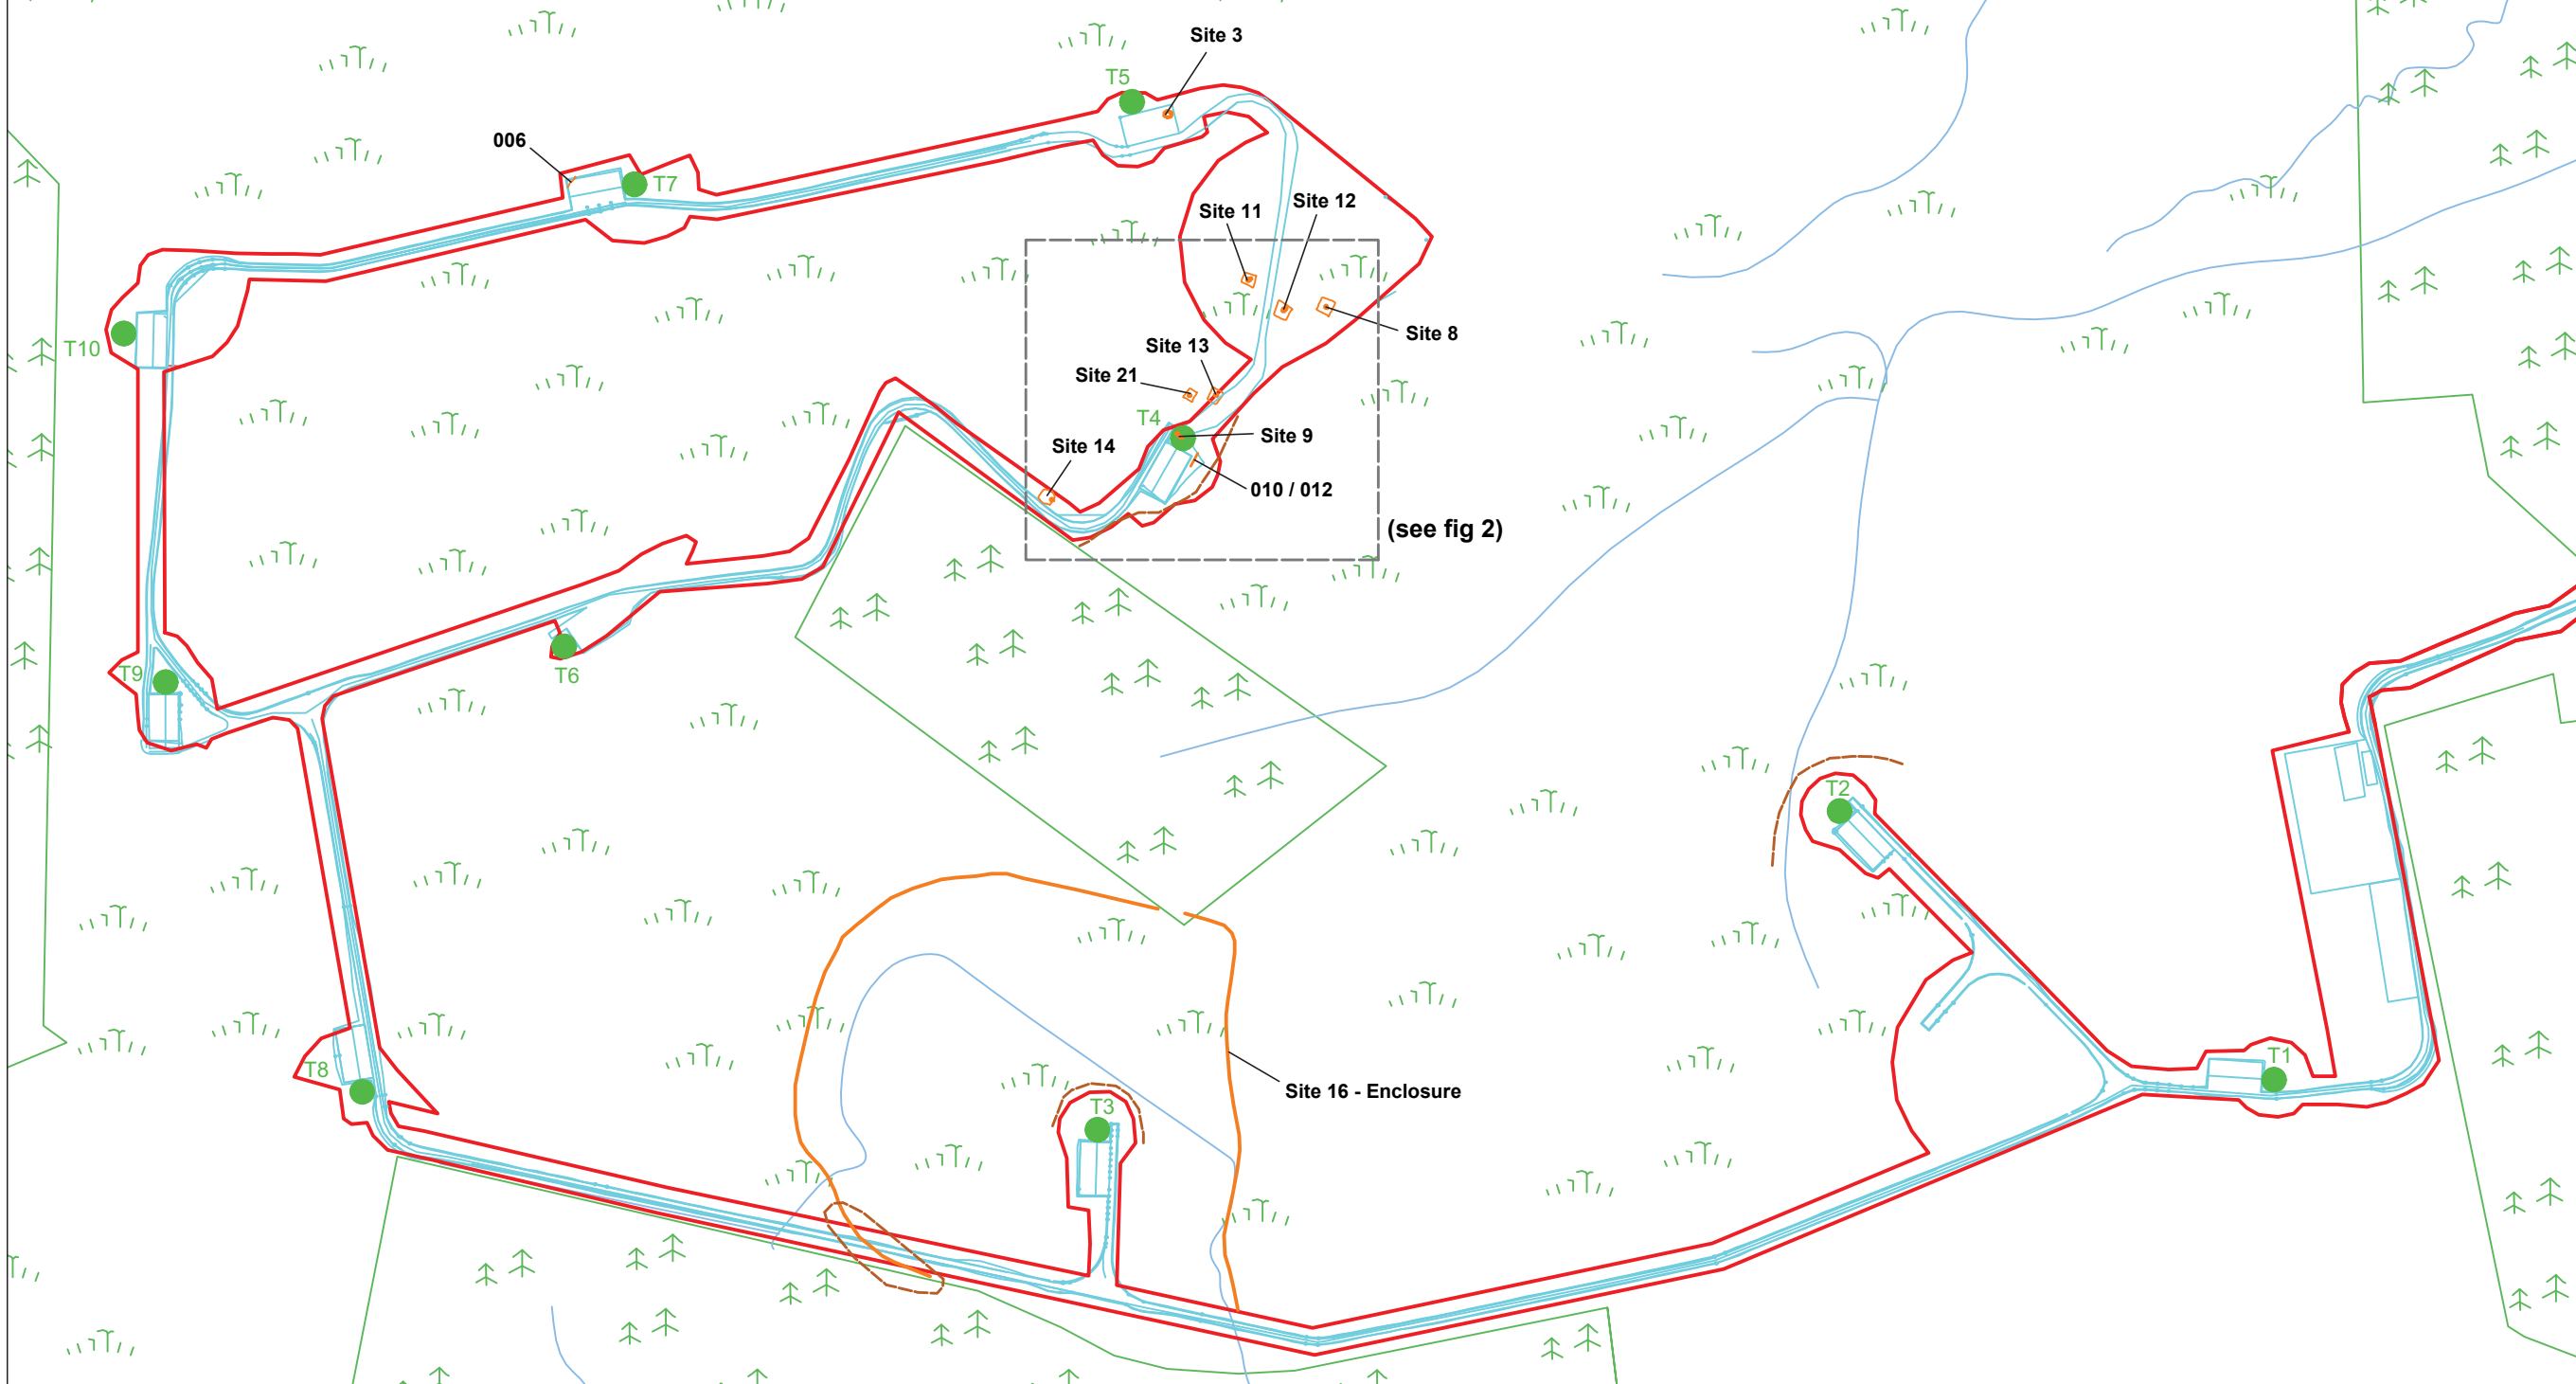 Site 3
T5
006
T7
Site 11
Site 12
T10
Site 8
Site 13
Site 21
T4
Site 9
Site 14
010 / 012
(see fig 2)
T9
T6
T2
T8
T1
Site 16 - Enclosure
T3